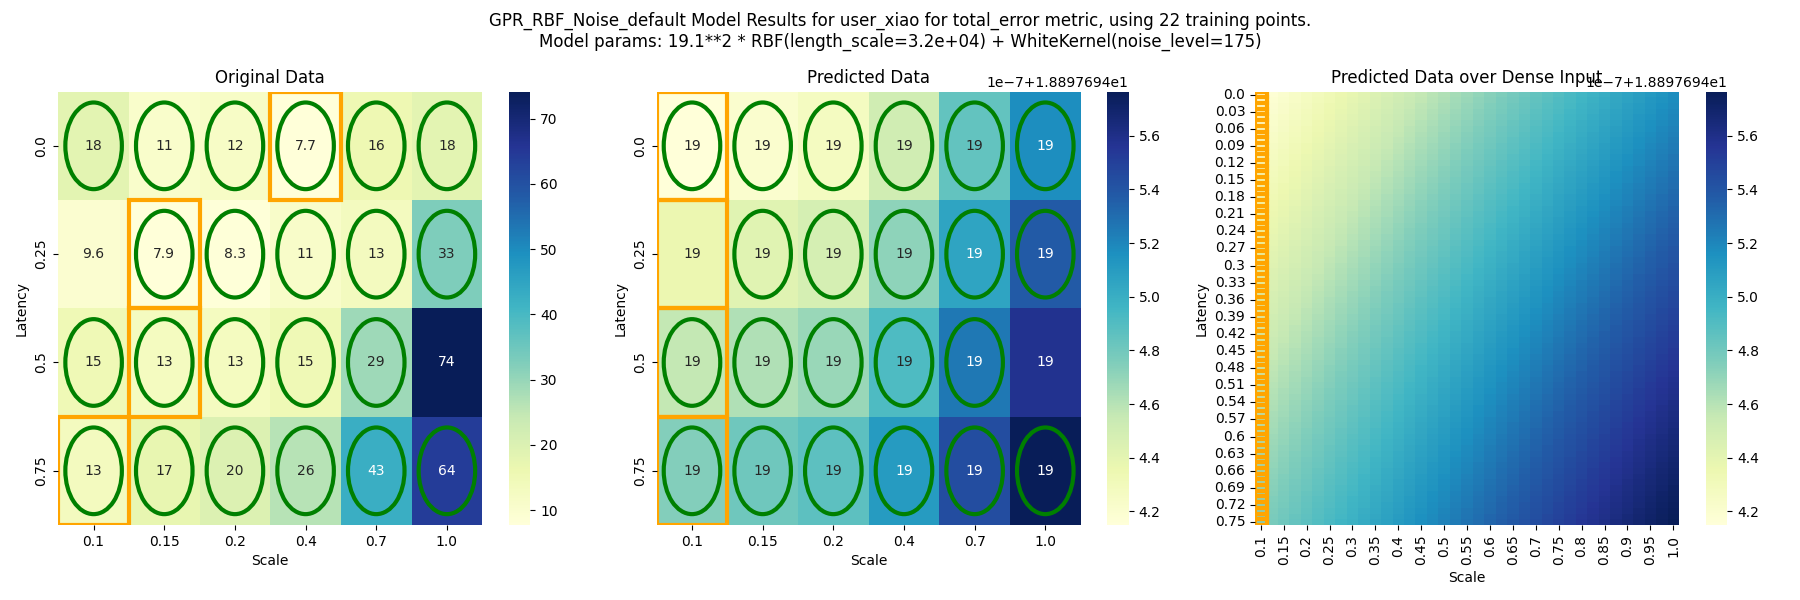 GPR_RBF_Noise_default Model Results for user_xiao for total_error metric, using 22 training points.
Model params: 19.1**2 * RBF(length_scale=3.2e+04) + WhiteKernel(noise_level=175)
Original Data
18 11 12 7.7 16 18
9.6 7.9 8.3 11 13 33
15 13 13 15 29 74
13 17 20 26 43 64
0.0
0.25
0.5
0.75
Latency
0.1 0.15 0.2 0.4 0.7 1.0
Scale
70
60
50
40
30
20
10
Predicted Data
1e−7+1.8897694e1
19 19 19 19 19 19
19 19 19 19 19 19
19 19 19 19 19 19
19 19 19 19 19 19
0.0
0.25
0.5
0.75
Latency
0.1 0.15 0.2 0.4 0.7 1.0
Scale
5.6
5.4
5.2
5.0
4.8
4.6
4.4
4.2
Predicted Data over Dense Input
1e−7+1.8897694e1
0.0
0.03
0.06
0.09
0.12
0.15
0.18
0.21
0.24
0.27
0.3
0.33
0.36
0.39
0.42
0.45
0.48
0.51
0.54
0.57
0.6
0.63
0.66
0.69
0.72
0.75
Latency
0.1 0.15 0.2 0.25 0.3 0.35 0.4 0.45 0.5 0.55 0.6 0.65 0.7 0.75 0.8 0.85 0.9 0.95 1.0
Scale
5.6
5.4
5.2
5.0
4.8
4.6
4.4
4.2